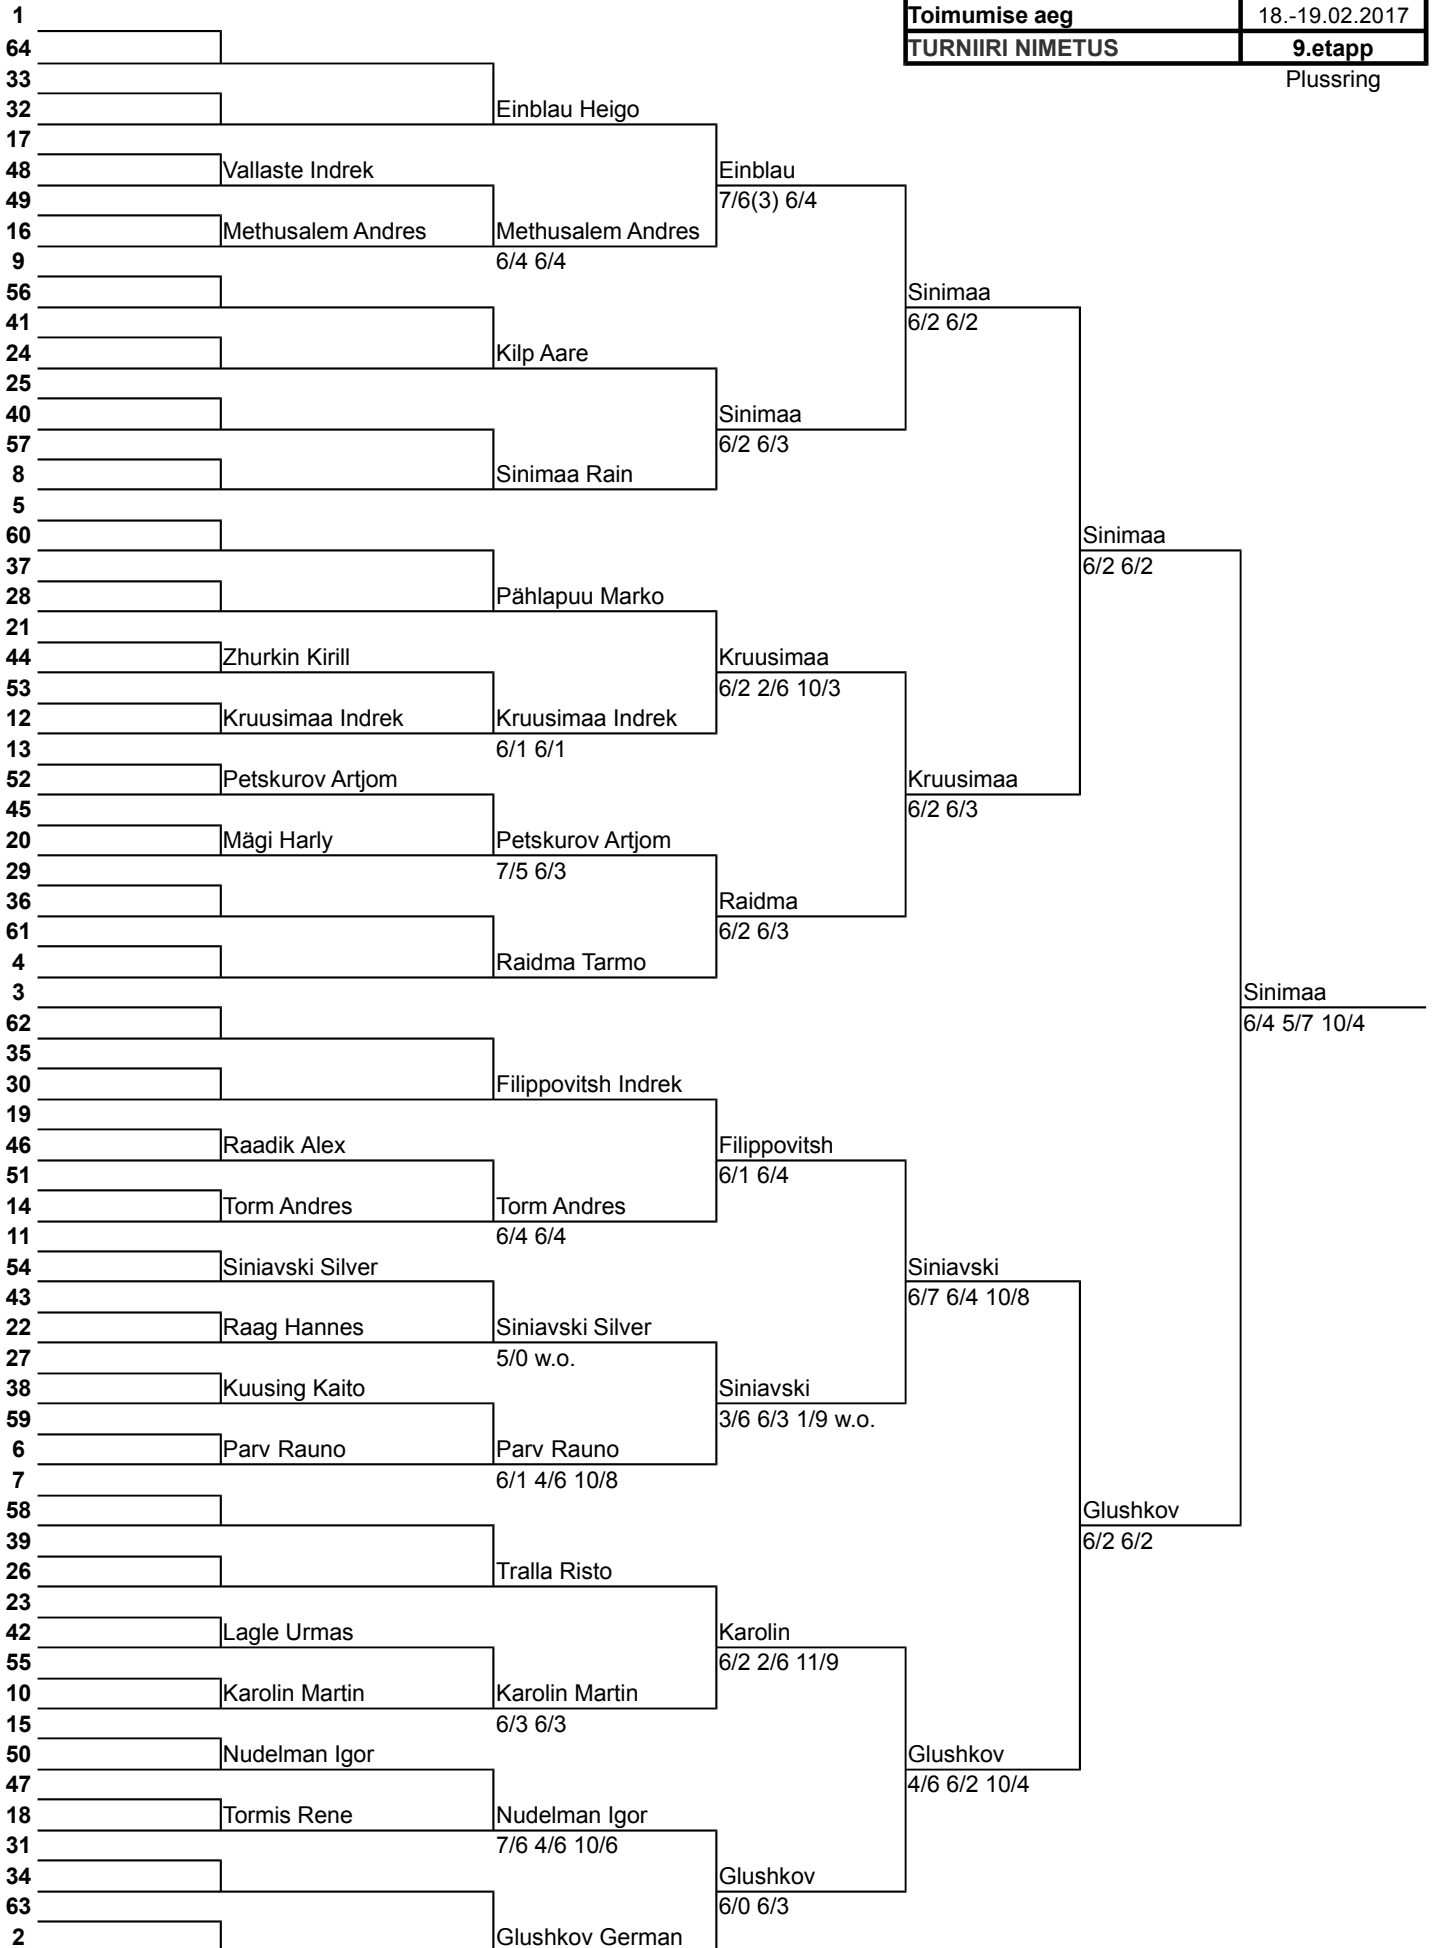 1
Toimumise aeg 18.-19.02.2017
64
TURNIIRI NIMETUS 9.etapp
33
Plussring
32
Einblau Heigo
17
48
Vallaste Indrek
Einblau
49
7/6(3) 6/4
16
Methusalem Andres
Methusalem Andres
9
6/4 6/4
56
Sinimaa
41
6/2 6/2
24
Kilp Aare
25
40
Sinimaa
57
6/2 6/3
8
Sinimaa Rain
5
60
Sinimaa
37
6/2 6/2
28
Pählapuu Marko
21
44
Zhurkin Kirill
Kruusimaa
53
6/2 2/6 10/3
12
Kruusimaa Indrek
Kruusimaa Indrek
13
6/1 6/1
52
Petskurov Artjom
Kruusimaa
45
6/2 6/3
20
Mägi Harly
Petskurov Artjom
29
7/5 6/3
36
Raidma
61
6/2 6/3
4
Raidma Tarmo
3
Sinimaa
62
6/4 5/7 10/4
35
30
Filippovitsh Indrek
19
46
Raadik Alex
Filippovitsh
51
6/1 6/4
14
Torm Andres
Torm Andres
11
6/4 6/4
54
Siniavski Silver
Siniavski
43
6/7 6/4 10/8
22
Raag Hannes
Siniavski Silver
27
5/0 w.o.
38
Kuusing Kaito
Siniavski
59
3/6 6/3 1/9 w.o.
6
Parv Rauno
Parv Rauno
7
6/1 4/6 10/8
58
Glushkov
39
6/2 6/2
26
Tralla Risto
23
42
Lagle Urmas
Karolin
55
6/2 2/6 11/9
10
Karolin Martin
Karolin Martin
15
6/3 6/3
50
Nudelman Igor
Glushkov
47
4/6 6/2 10/4
18
Tormis Rene
Nudelman Igor
31
7/6 4/6 10/6
34
Glushkov
63
6/0 6/3
2
Glushkov German